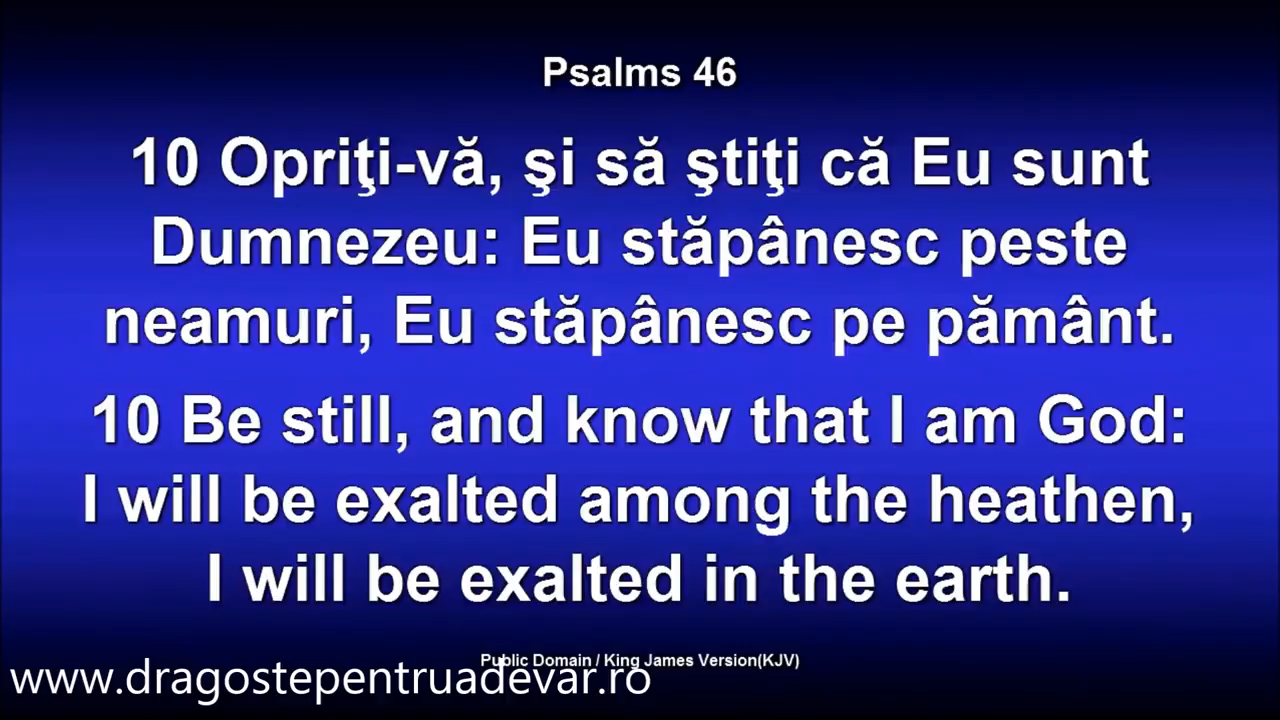 Psalms 46
10 Opriţi-vă, şi să ştiţi că Eu sunt
Dumnezeu: Eu stăpânesc peste
neamuri, Eu stăpânesc pe pământ.
10 Be still, and know that I am God:
I will be exalted among the heathen,
I will be exalted in the earth.
Public Domain / King James Version(KJV)
www.dragostepentruadevar.ro